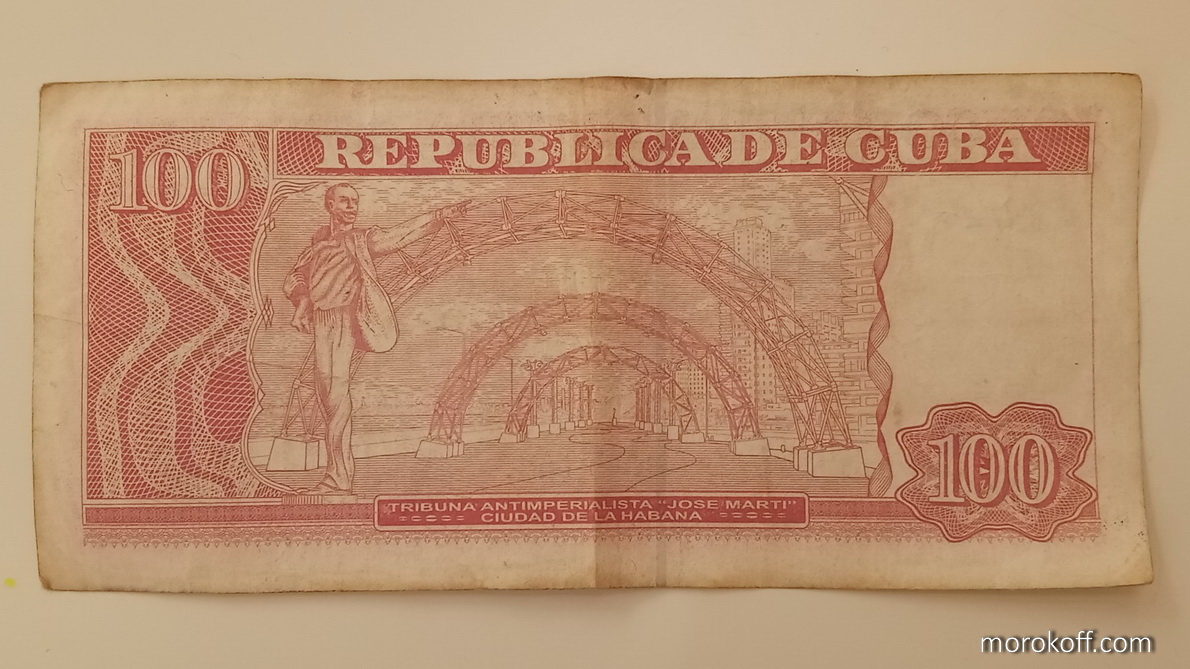 100
REPUBLICA DE CUBA
100
TRIBUNA ANTIMPERIALISTA "JOSE MARTI"
CIUDAD DE LA HABANA
morokoff.com